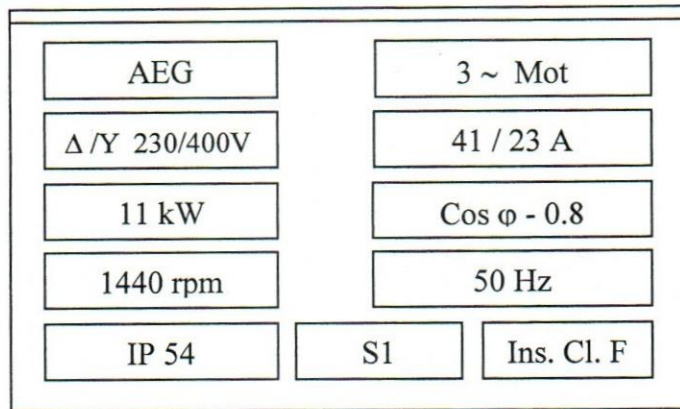 AEG
3 ~ Mot
Δ /Y 230/400V
41 / 23 A
11 kW
Cos φ - 0.8
1440 rpm
50 Hz
IP 54
S1
Ins. Cl. F